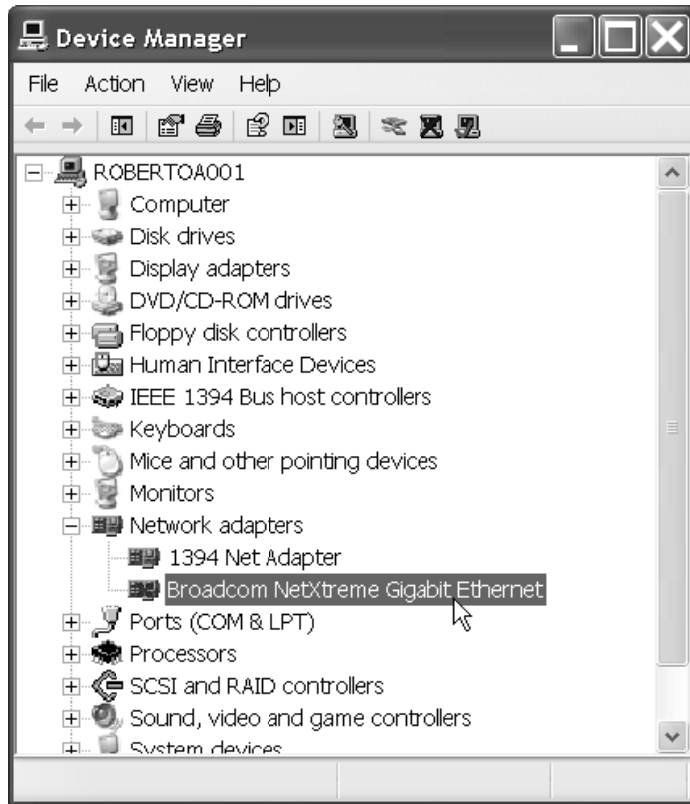 Device Manager
File Action View Help
ROBERTOA001
Computer
Disk drives
Display adapters
DVD/CD-ROM drives
Floppy disk controllers
Human Interface Devices
IEEE 1394 Bus host controllers
Keyboards
Mice and other pointing devices
Monitors
Network adapters
1394 Net Adapter
Broadcom NetXtreme Gigabit Ethernet
Ports (COM & LPT)
Processors
SCSI and RAID controllers
Sound, video and game controllers
System devices